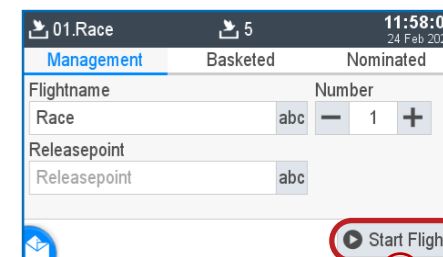 01.Race 5 11:58:0
24 Feb 202
Management Basketed Nominated
Flightname Number
Race abc 1
Releasepoint
Releasepoint abc
Start Fligh